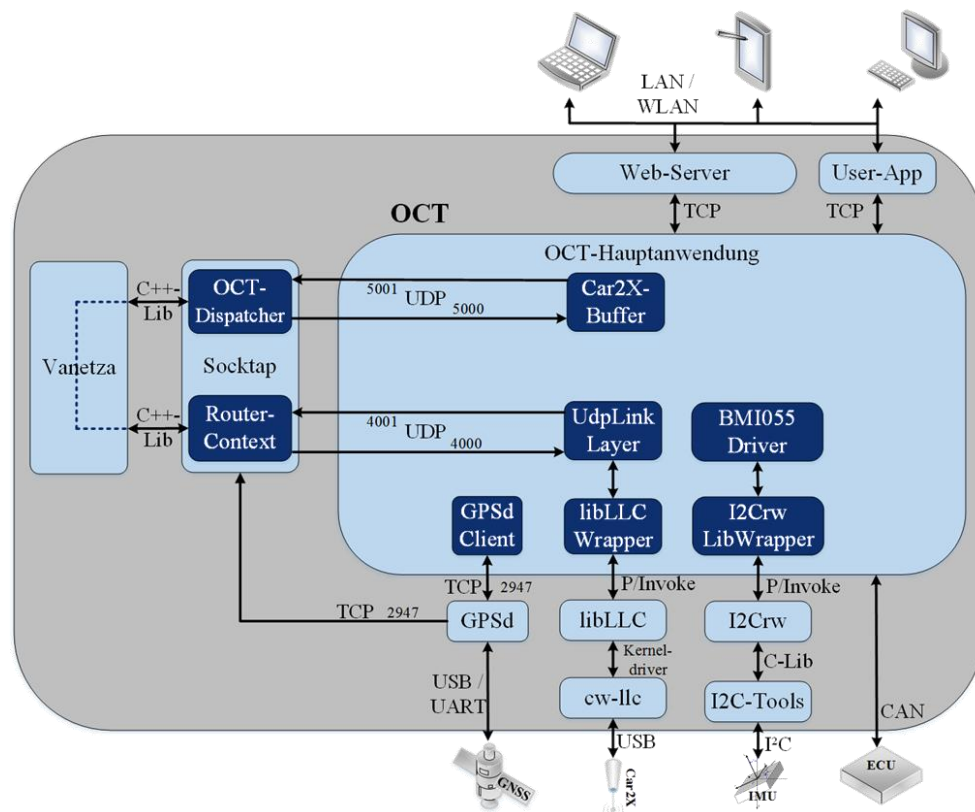 LAN /
WLAN
Web-Server
User-App
TCP
TCP
OCT
OCT-Hauptanwendung
Vanetza
C++-
Lib
OCT-
Dispatcher
Socktap
C++-
Lib
Router-
Context
5001
UDP
5000
Car2X-
Buffer
4001
UDP
4000
UdpLink
Layer
BMI055
Driver
GPSd
Client
libLLC
Wrapper
I2Crw
LibWrapper
TCP 2947
P/Invoke
P/Invoke
TCP 2947
GPSd
libLLC
I2Crw
Kernel-
driver
C-Lib
USB /
UART
cw-llc
I2C-Tools
CAN
USB
I²C
GNSS
Car2X
IMU
ECU